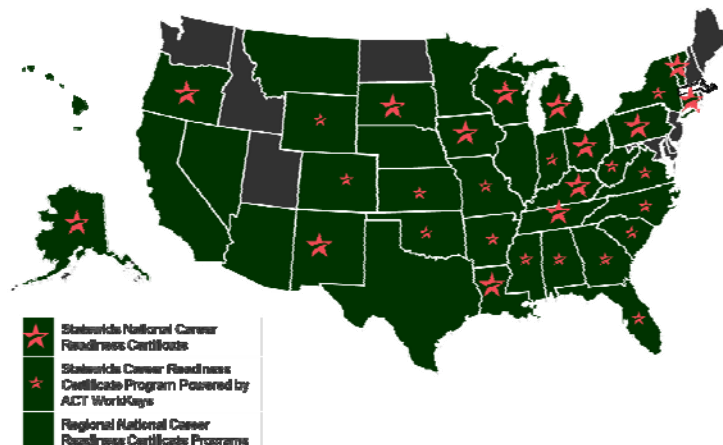 Statewide National Career
Readiness Certificate
Statewide Career Readiness
Certificate Program Powered by
ACT WorkKeys
Regional National Career
Readiness Certificate Programs